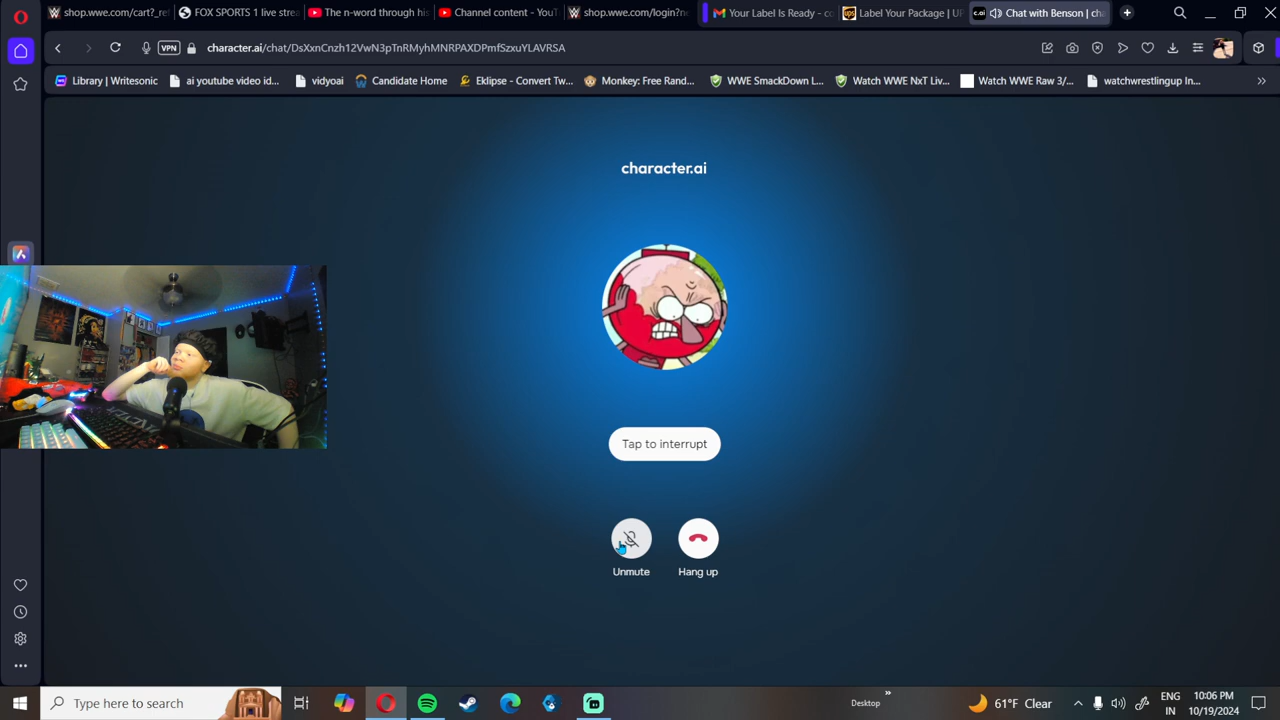 shop.wwe.com/cart?_ref
FOX SPORTS 1 live strea
The n-word through his
Channel content - YouT
shop.wwe.com/login?ne
Your Label Is Ready - co
Label Your Package | UP
c.ai
Chat with Benson | cha
VPN
character.ai/chat/DsXxnCnzh12VwN3pTnRMyhMNRPAXDPmfSzxuYLAVRSA
Library | Writesonic
ai youtube video id...
vidyoai
Candidate Home
Eklipse - Convert Tw...
Monkey: Free Rand...
WWE SmackDown L...
Watch WWE NxT Liv...
Watch WWE Raw 3/...
watchwrestlingup In...
character.ai
Tap to interrupt
Unmute
Hang up
Type here to search
Desktop
61°F Clear
ENG
IN
10:06 PM
10/19/2024